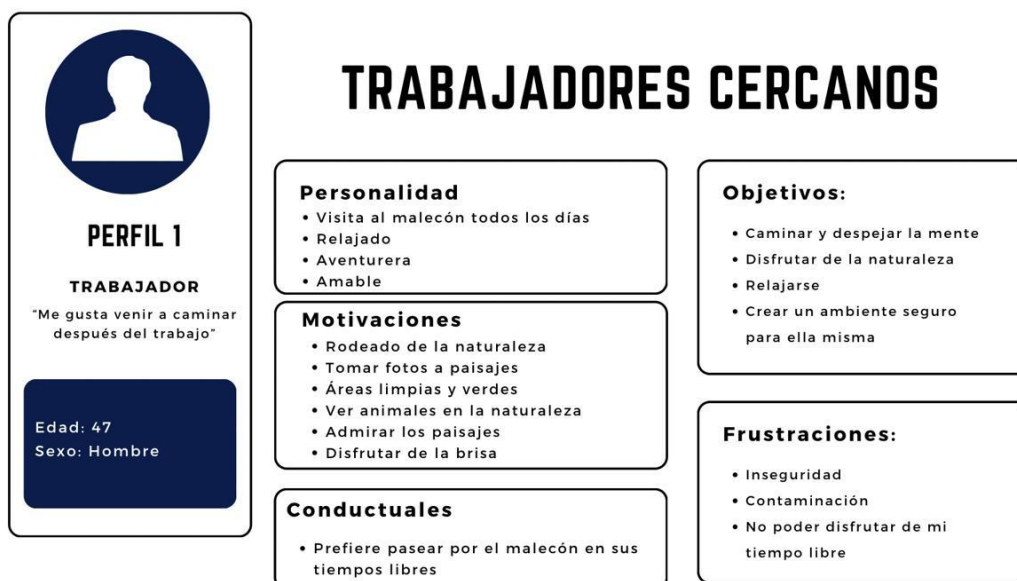 TRABAJADORES CERCANOS
PERFIL 1
TRABAJADOR
“Me gusta venir a caminar
después del trabajo”
Edad: 47
Sexo: Hombre
Personalidad
• Visita al malecón todos los días
• Relajado
• Aventurera
• Amable
Motivaciones
• Rodeado de la naturaleza
• Tomar fotos a paisajes
• Áreas limpias y verdes
• Ver animales en la naturaleza
• Admirar los paisajes
• Disfrutar de la brisa
Conductuales
• Prefiere pasear por el malecón en sus
tiempos libres
Objetivos:
• Caminar y despejar la mente
• Disfrutar de la naturaleza
• Relajarse
• Crear un ambiente seguro
para ella misma
Frustraciones:
• Inseguridad
• Contaminación
• No poder disfrutar de mi
tiempo libre